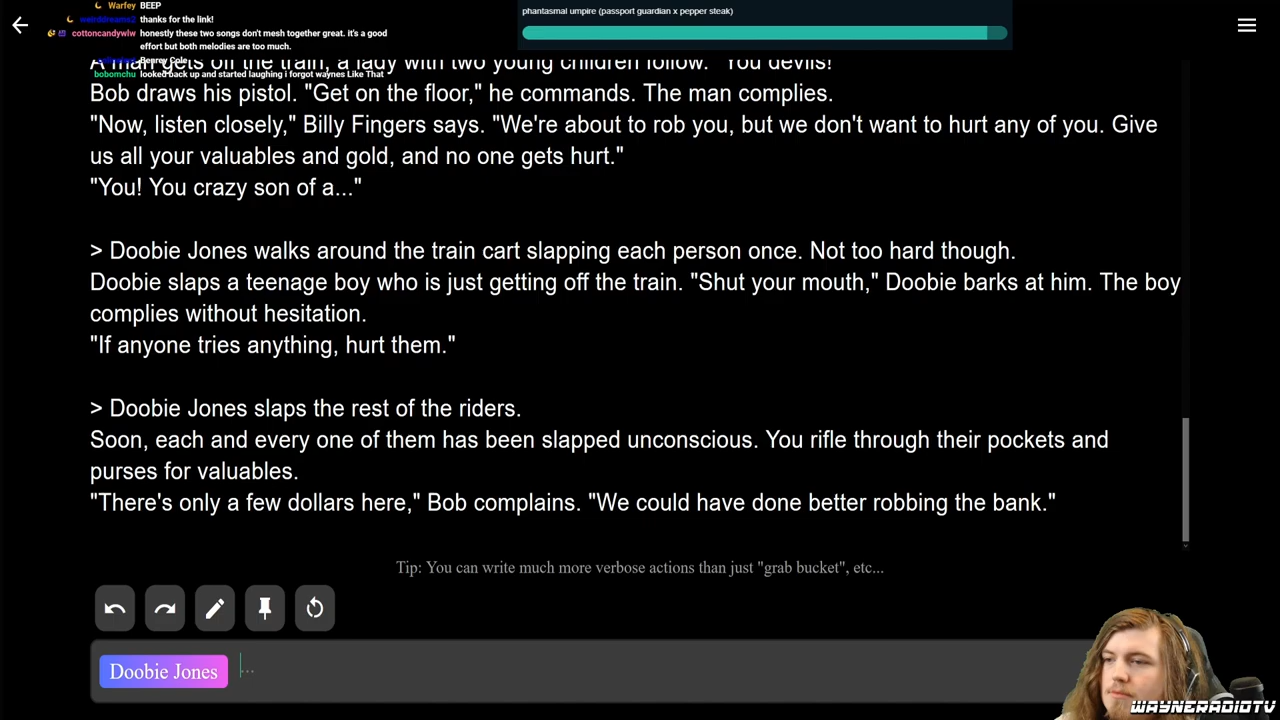 Warfey BEEP
weirddreams2 thanks for the link!
cottoncandywlw honestly these two songs don't mesh together great. it's a good
effort but both melodies are too much.
Benrey Cole
bobomchu looked back up and started laughing i forgot waynes Like That
phantasmal umpire (passport guardian x pepper steak)
A man gets off the train, a lady with two young children follow. "You devils!"
Bob draws his pistol. "Get on the floor," he commands. The man complies.
"Now, listen closely," Billy Fingers says. "We're about to rob you, but we don't want to hurt any of you. Give
us all your valuables and gold, and no one gets hurt."
"You! You crazy son of a..."
> Doobie Jones walks around the train cart slapping each person once. Not too hard though.
Doobie slaps a teenage boy who is just getting off the train. "Shut your mouth," Doobie barks at him. The boy
complies without hesitation.
"If anyone tries anything, hurt them."
> Doobie Jones slaps the rest of the riders.
Soon, each and every one of them has been slapped unconscious. You rifle through their pockets and
purses for valuables.
"There's only a few dollars here," Bob complains. "We could have done better robbing the bank."
Tip: You can write much more verbose actions than just "grab bucket", etc...
Doobie Jones ...
WAYNERADIOTV